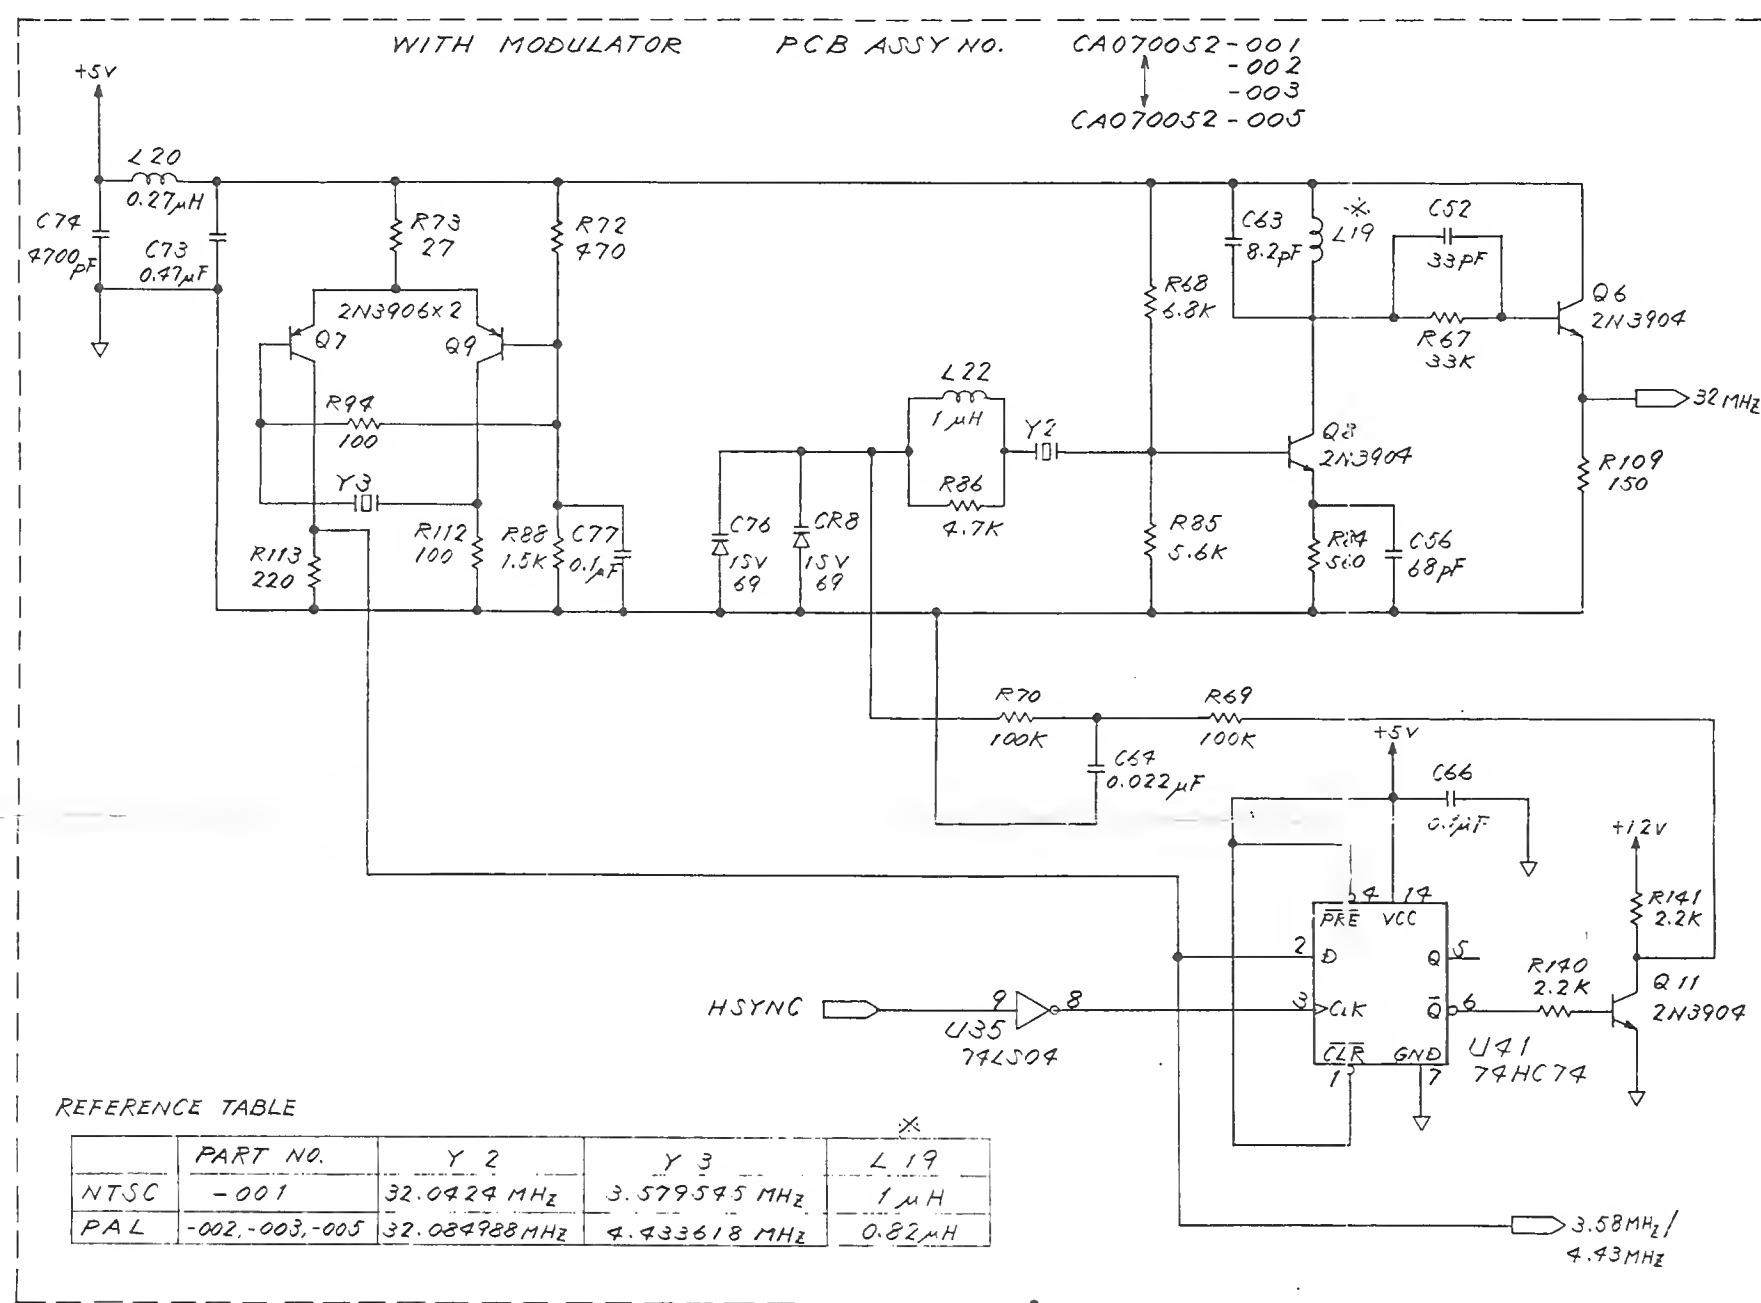 WITH MODULATOR PCB ASSY NO. CA070052-001
-002
-003
CA070052-005
+5V
L20
0.27µH
C74
4700pF
C73
0.47µF
R73
27
R72
470
2N3906×2
Q7
Q9
R94
100
Y3
R113
220
R112
100
R88
1.5K
C77
0.1µF
C76
1SV
69
CR8
1SV
69
L22
1µH
R86
4.7K
Y2
R68
6.8K
R85
5.6K
C63
8.2pF
※
L19
C52
33pF
R67
33K
Q6
2N3904
32MHz
Q8
2N3904
R109
150
R84
C56
68pF
R70
100K
R69
100K
C64
0.022µF
+5V
C66
0.1µF
+12V
R141
2.2K
4 14
PRE VCC
2 D Q 5
3 CLK Q 6
CLR GND
1 7
R140
2.2K
Q11
2N3904
U41
74HC74
HSYNC
9 8
U35
74LS04
REFERENCE TABLE
※
PART NO. Y 2 Y 3 L 19
NTSC -001 32.0424 MHz 3.579545 MHz 1µH
PAL -002,-003,-005 32.084988MHz 4.433618 MHz 0.82µH
3.58MHz/
4.43MHz